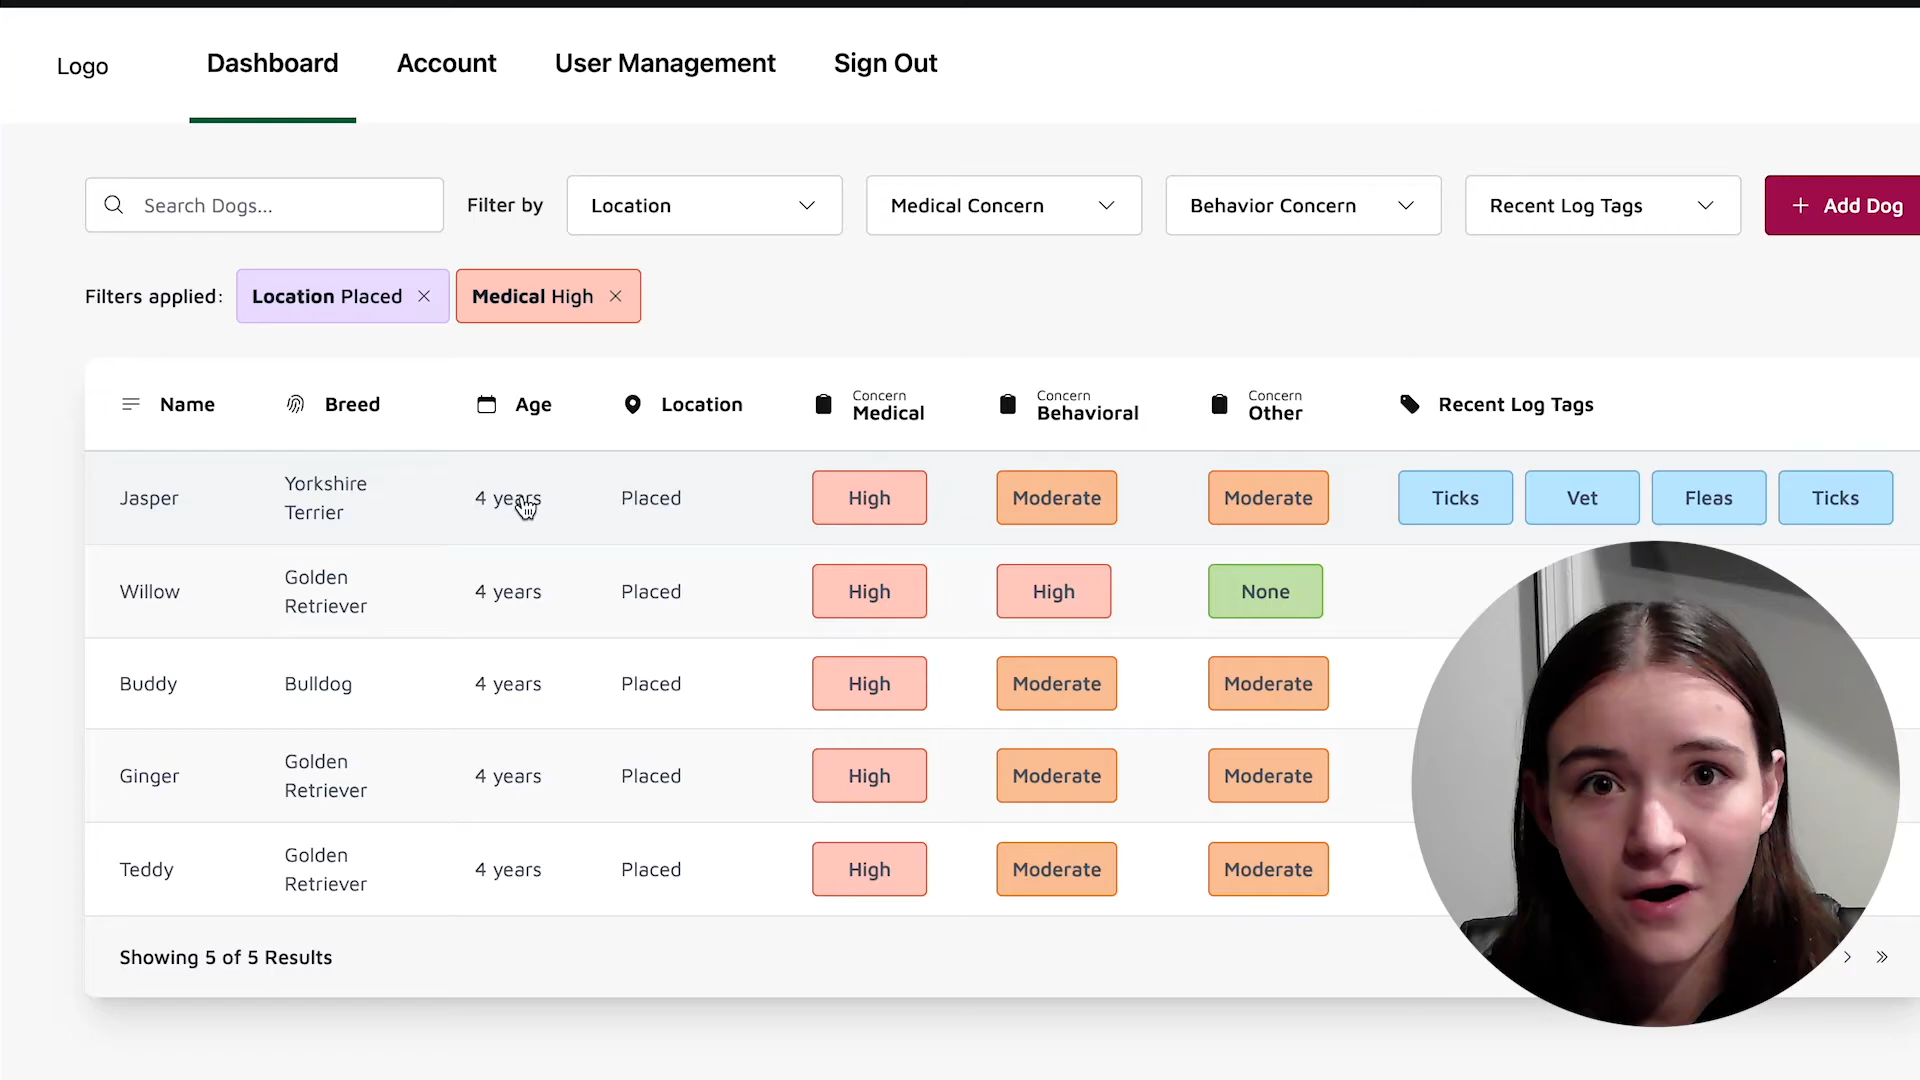 Logo Dashboard Account User Management Sign Out
Search Dogs... Filter by Location Medical Concern Behavior Concern Recent Log Tags + Add Dog
Filters applied: Location Placed × Medical High ×
Name Breed Age Location Concern Medical Concern Behavioral Concern Other Recent Log Tags
Jasper Yorkshire Terrier 4 years Placed High Moderate Moderate Ticks Vet Fleas Ticks
Willow Golden Retriever 4 years Placed High High None
Buddy Bulldog 4 years Placed High Moderate Moderate
Ginger Golden Retriever 4 years Placed High Moderate Moderate
Teddy Golden Retriever 4 years Placed High Moderate Moderate
Showing 5 of 5 Results